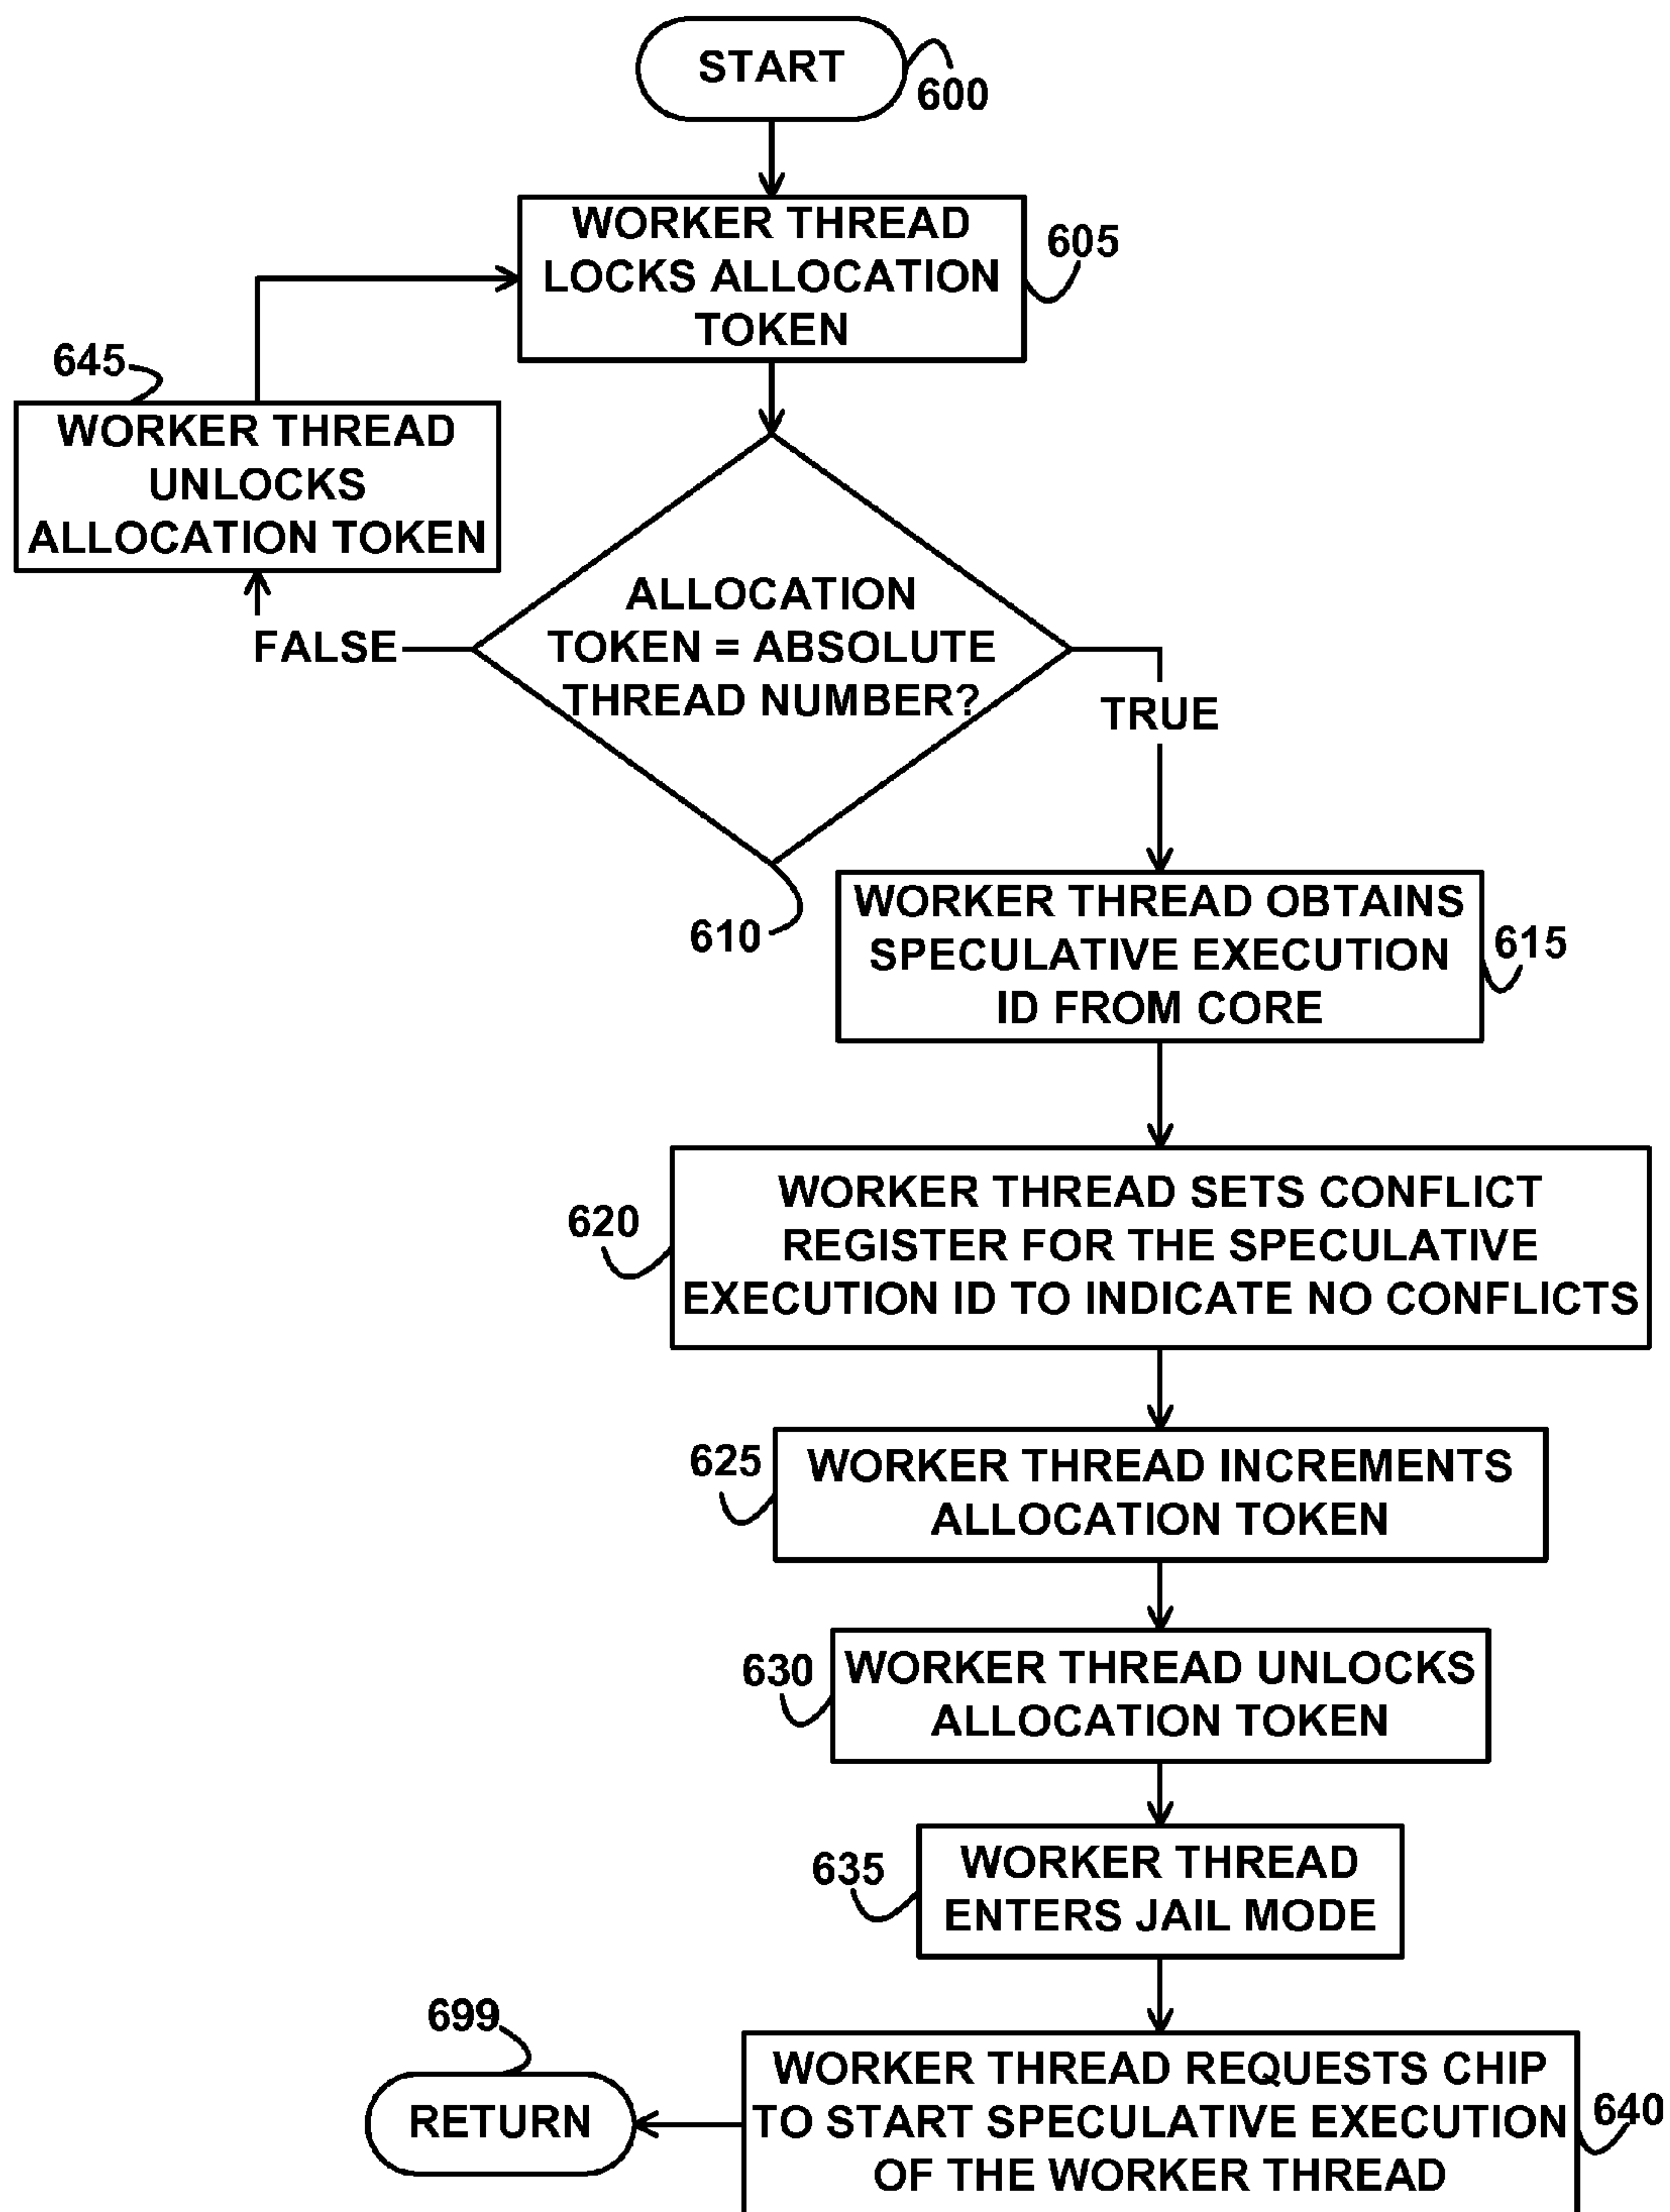 START
600
WORKER THREAD
LOCKS ALLOCATION
TOKEN
605
645
WORKER THREAD
UNLOCKS
ALLOCATION TOKEN
ALLOCATION
TOKEN = ABSOLUTE
THREAD NUMBER?
FALSE
TRUE
610
WORKER THREAD OBTAINS
SPECULATIVE EXECUTION
ID FROM CORE
615
620
WORKER THREAD SETS CONFLICT
REGISTER FOR THE SPECULATIVE
EXECUTION ID TO INDICATE NO CONFLICTS
625
WORKER THREAD INCREMENTS
ALLOCATION TOKEN
630
WORKER THREAD UNLOCKS
ALLOCATION TOKEN
635
WORKER THREAD
ENTERS JAIL MODE
699
RETURN
WORKER THREAD REQUESTS CHIP
TO START SPECULATIVE EXECUTION
OF THE WORKER THREAD
640